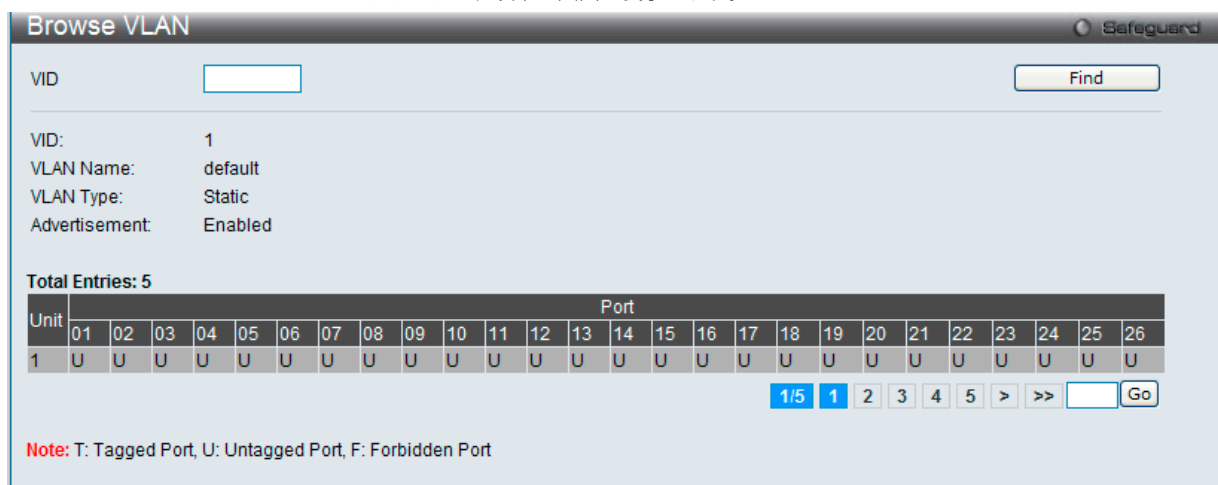 Browse VLAN Safeguard
VID Find
VID: 1
VLAN Name: default
VLAN Type: Static
Advertisement: Enabled
Total Entries: 5
Unit Port
01 02 03 04 05 06 07 08 09 10 11 12 13 14 15 16 17 18 19 20 21 22 23 24 25 26
1 U U U U U U U U U U U U U U U U U U U U U U U U U U
1/5 1 2 3 4 5 > >> Go
Note: T: Tagged Port, U: Untagged Port, F: Forbidden Port